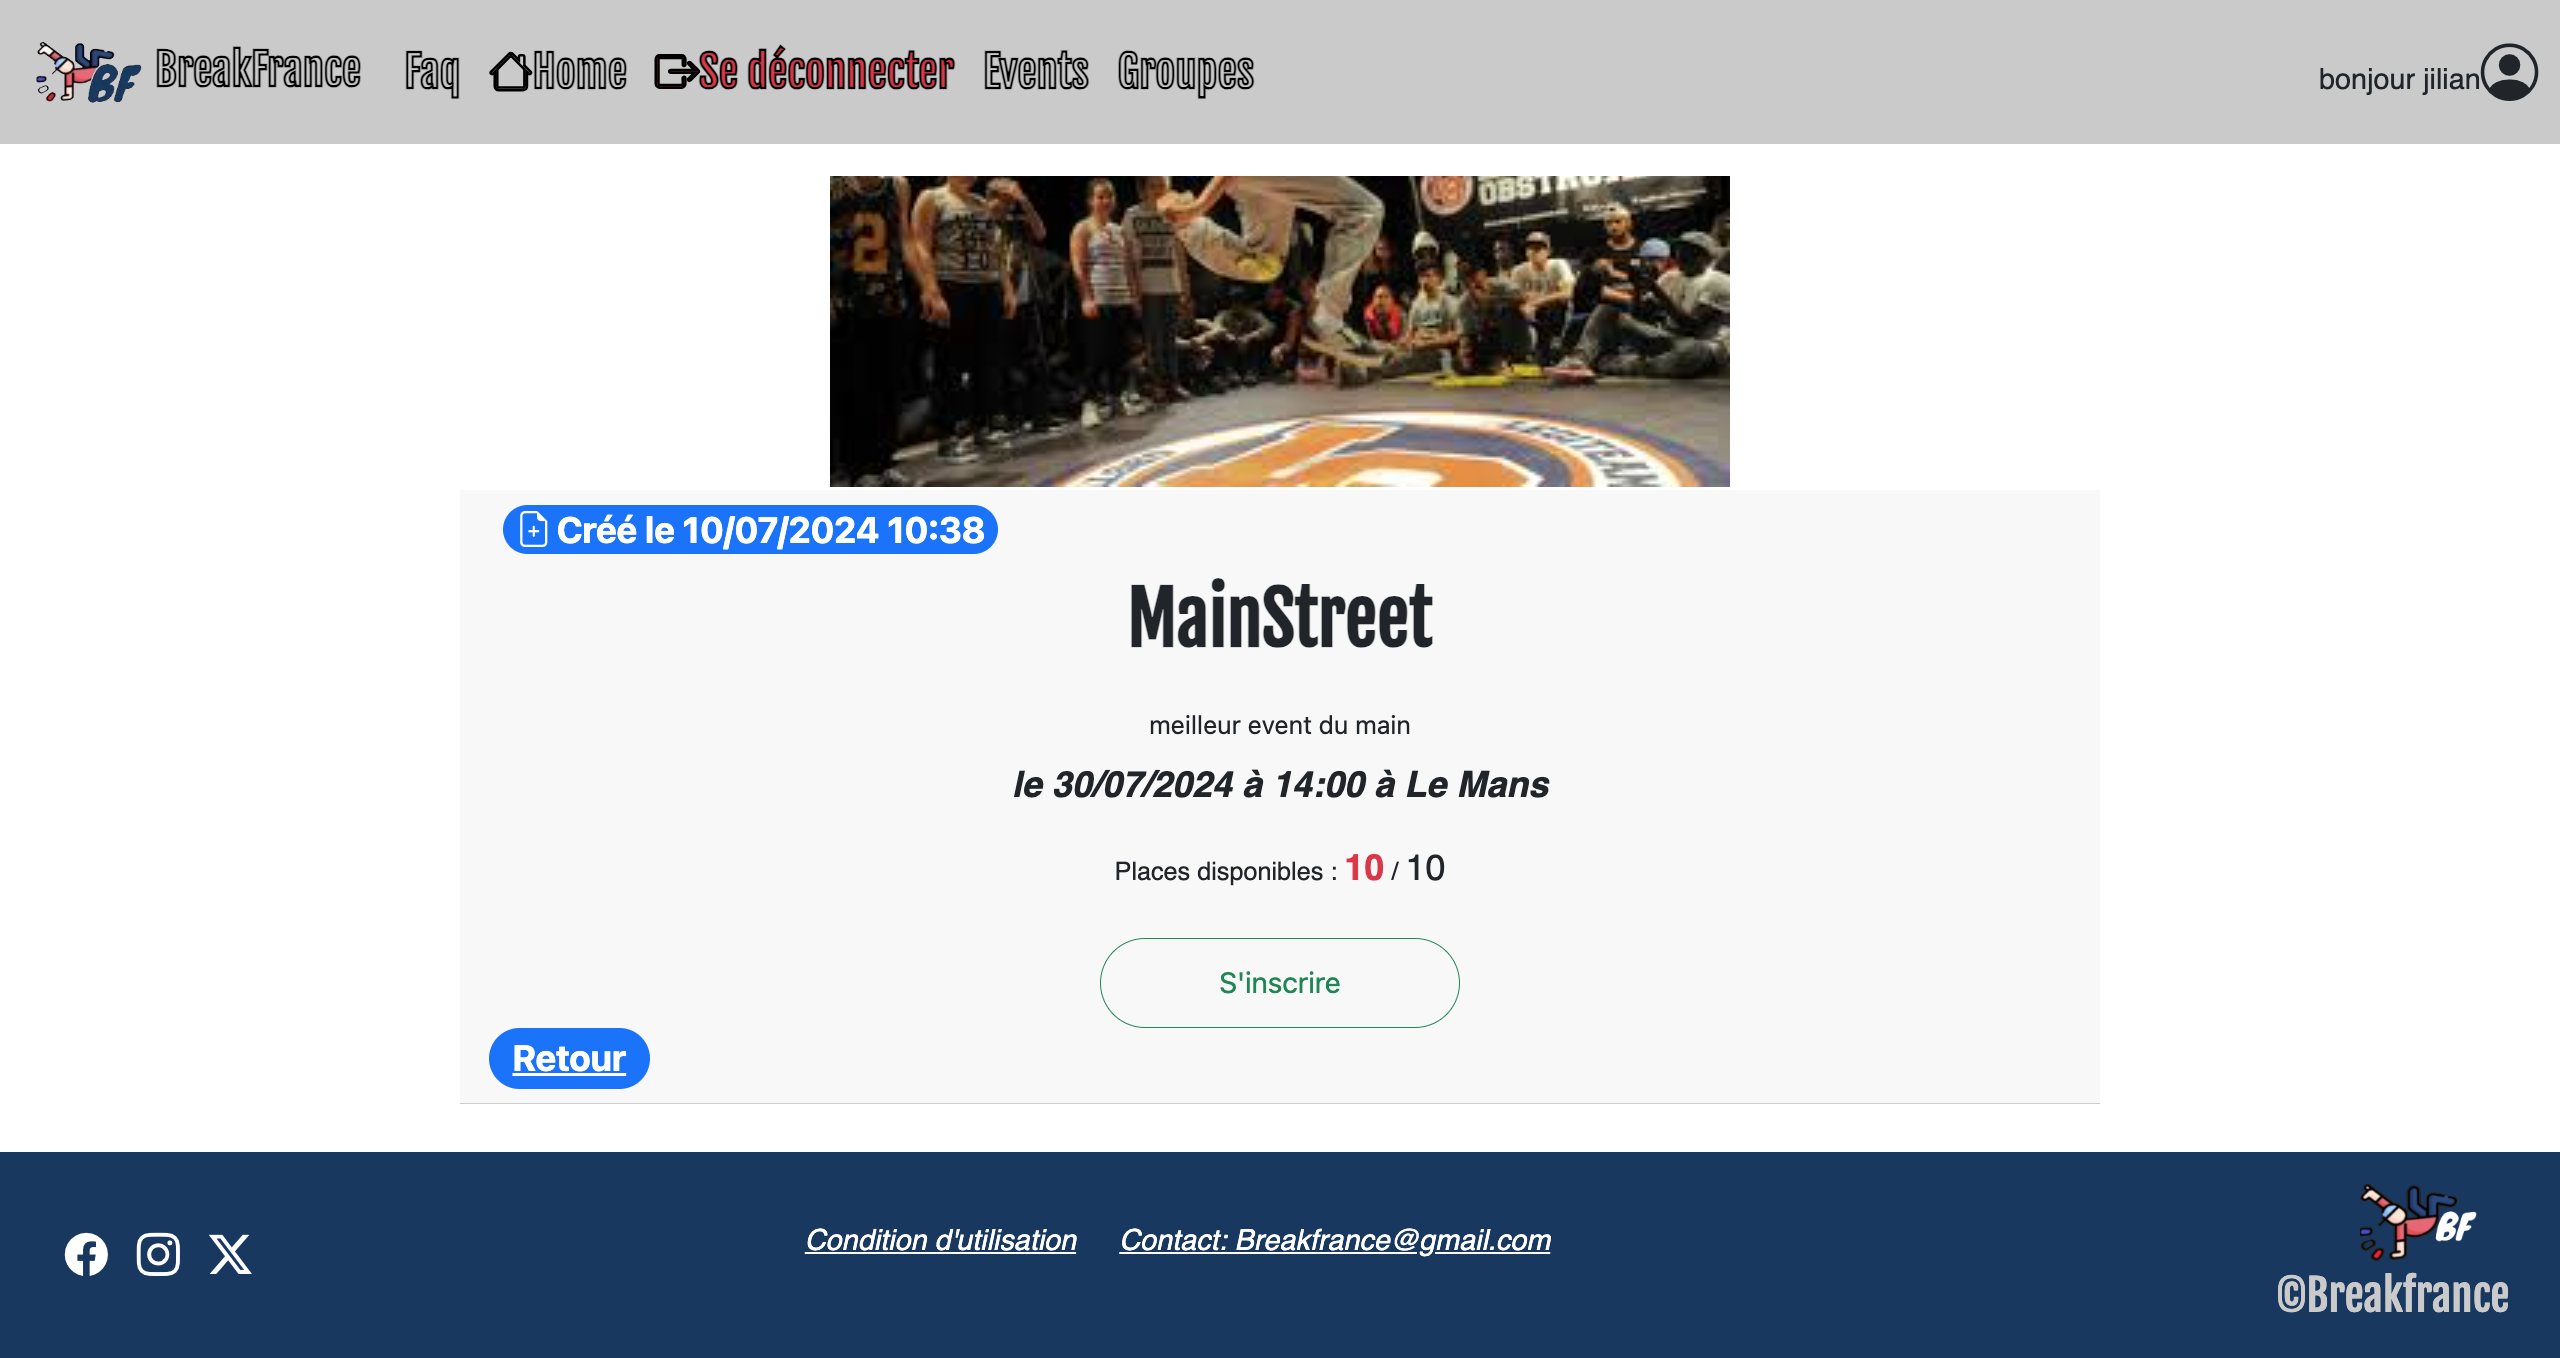 BF BreakFrance Faq Home Se déconnecter Events Groupes bonjour jilian
2
OBSTRU
Créé le 10/07/2024 10:38
MainStreet
meilleur event du main
le 30/07/2024 à 14:00 à Le Mans
Places disponibles : 10 / 10
S'inscrire
Retour
Condition d'utilisation Contact: Breakfrance@gmail.com
BF
©Breakfrance